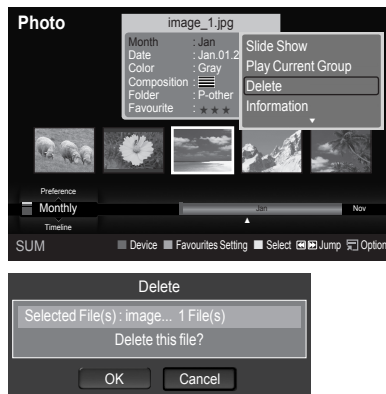 Photo
image_1.jpg
Month : Jan
Date : Jan.01.2
Color : Gray
Composition :
Folder : P-other
Favourite : ★ ★ ★
Slide Show
Play Current Group
Delete
Information
Preference
Monthly
Timeline
Jan
Nov
SUM
Device
Favourites Setting
Select
Jump
Option
Delete
Selected File(s) : image... 1 File(s)
Delete this file?
OK
Cancel